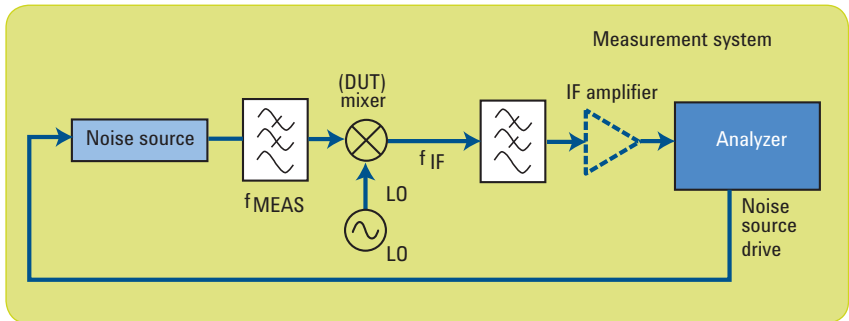 Measurement system
(DUT)
mixer
IF amplifier
Noise source
Analyzer
f IF
f MEAS
LO
LO
Noise
source
drive